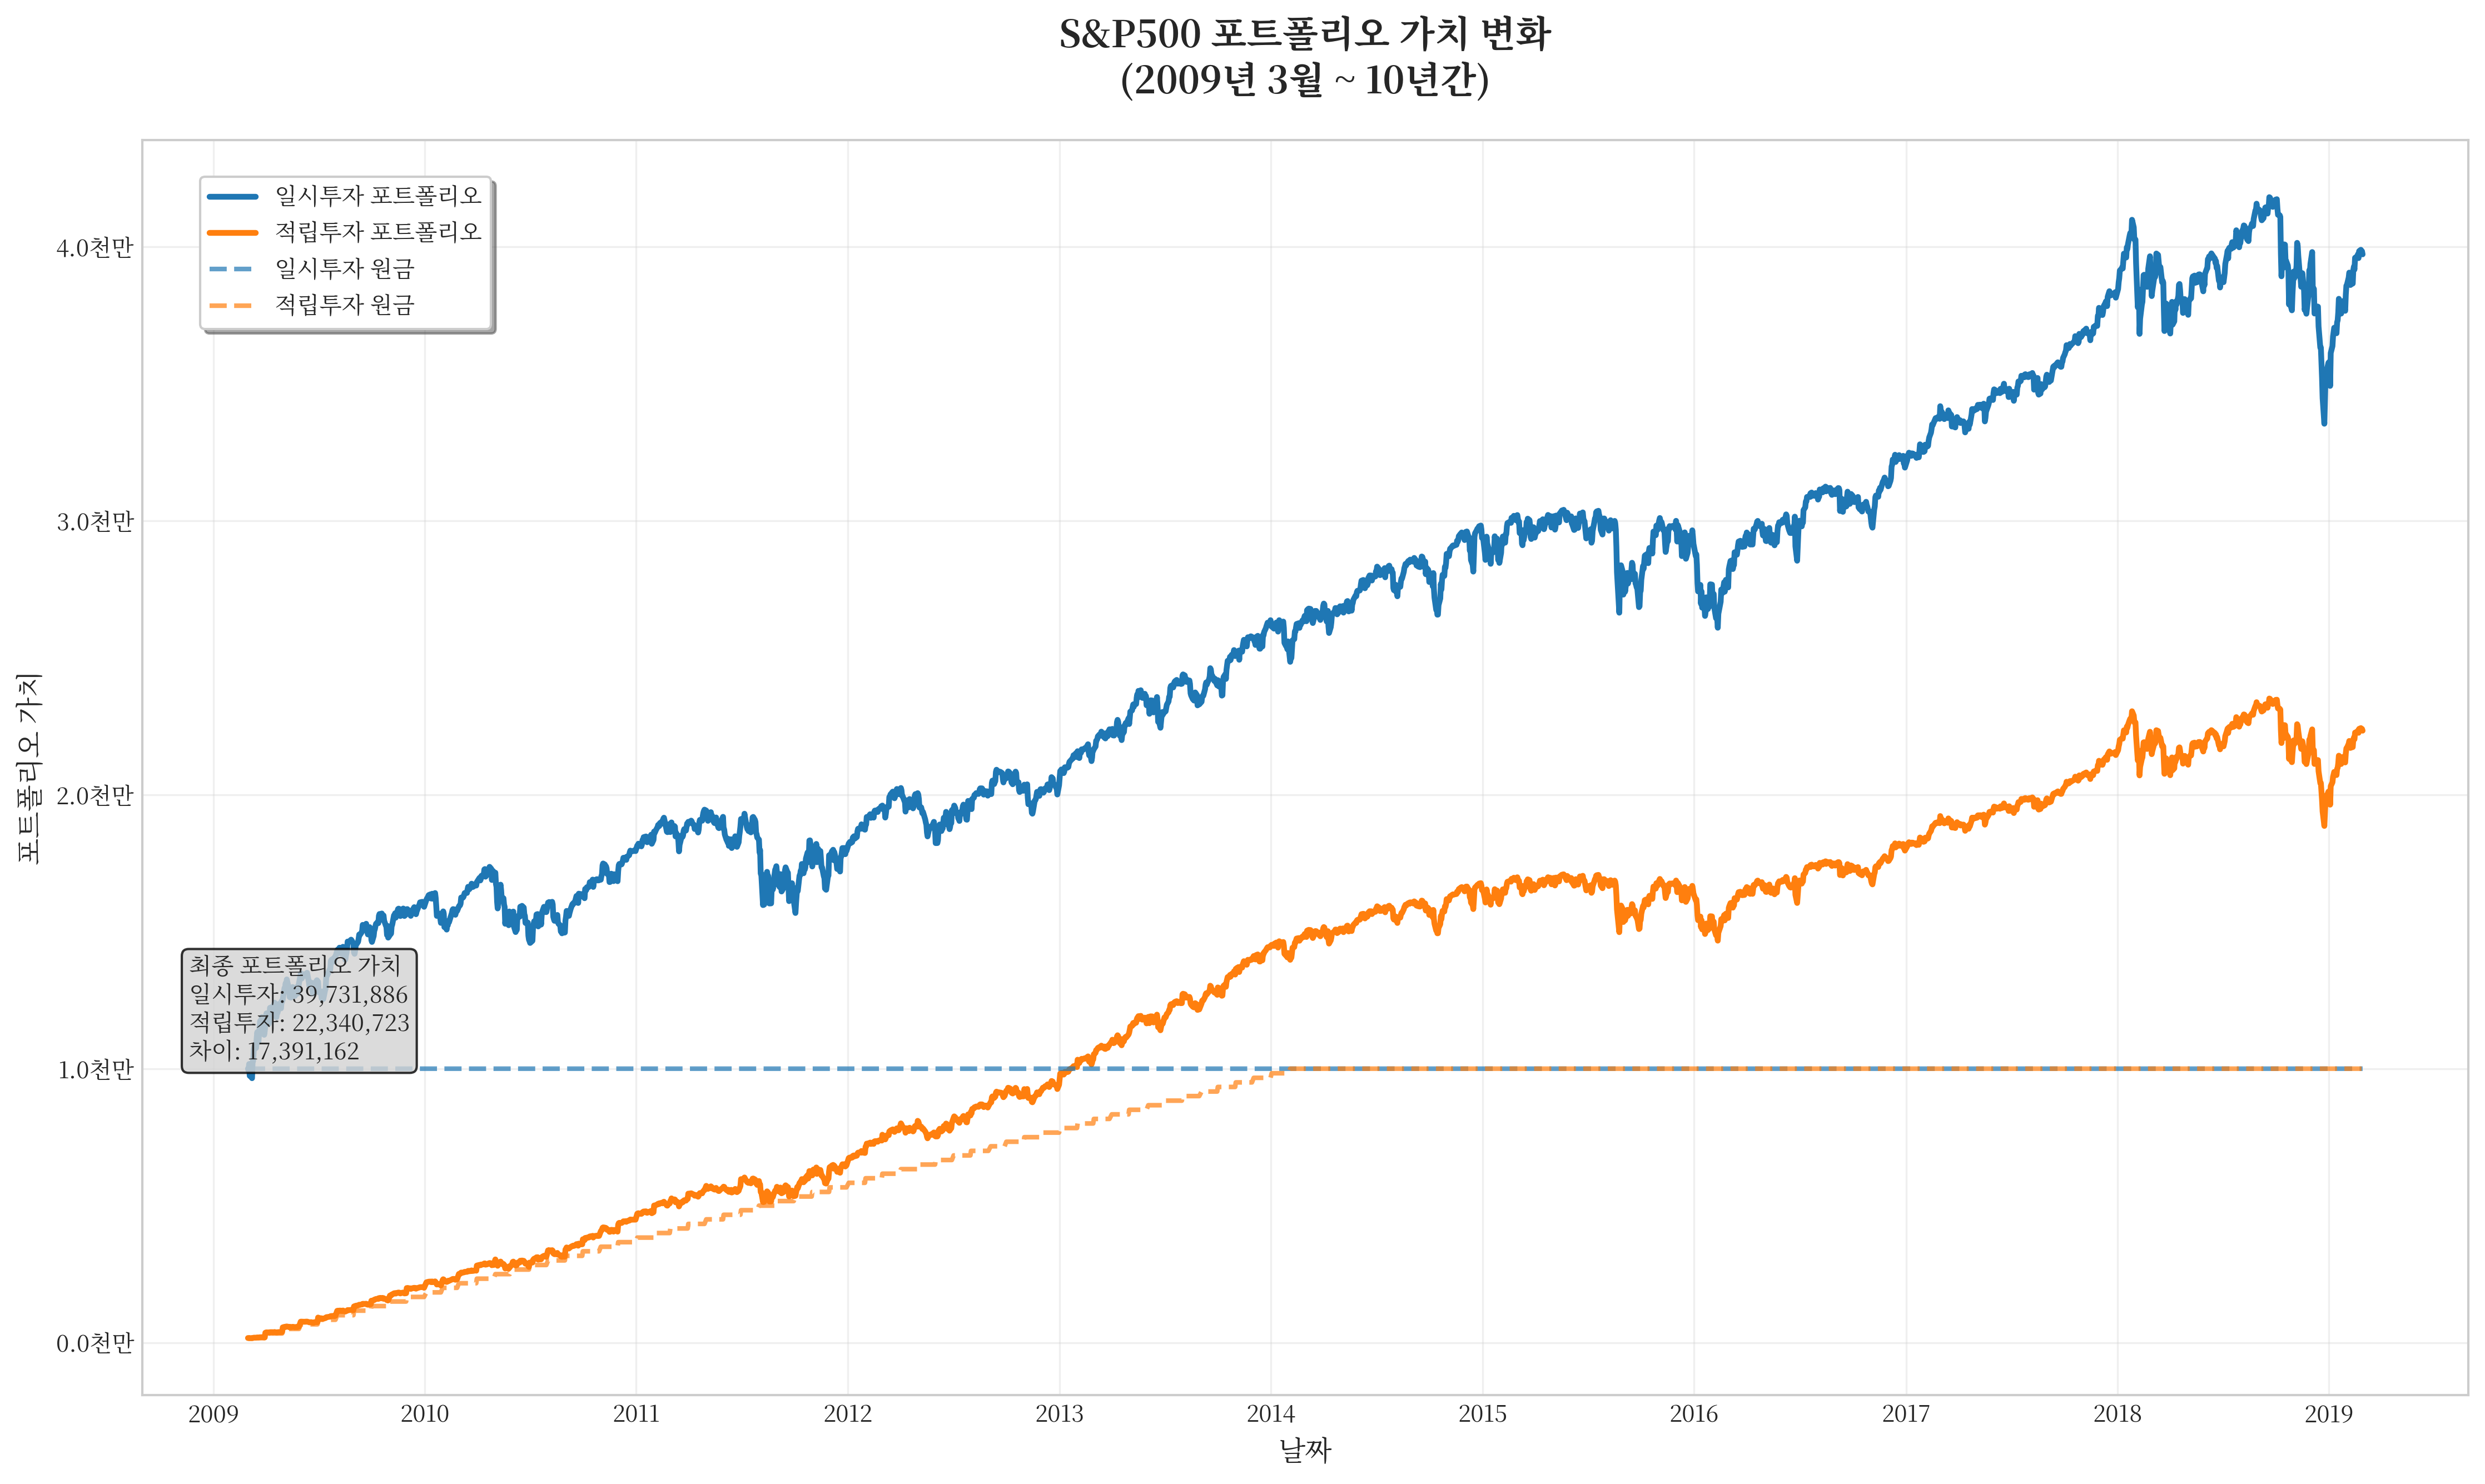 S&P500 포트폴리오 가치 변화
(2009년 3월 ~ 10년간)
일시투자 포트폴리오
적립투자 포트폴리오
일시투자 원금
적립투자 원금
4.0천만
3.0천만
2.0천만
1.0천만
0.0천만
포트폴리오 가치
최종 포트폴리오 가치
일시투자: 39,731,886
적립투자: 22,340,723
차이: 17,391,162
2009 2010 2011 2012 2013 2014 2015 2016 2017 2018 2019
날짜